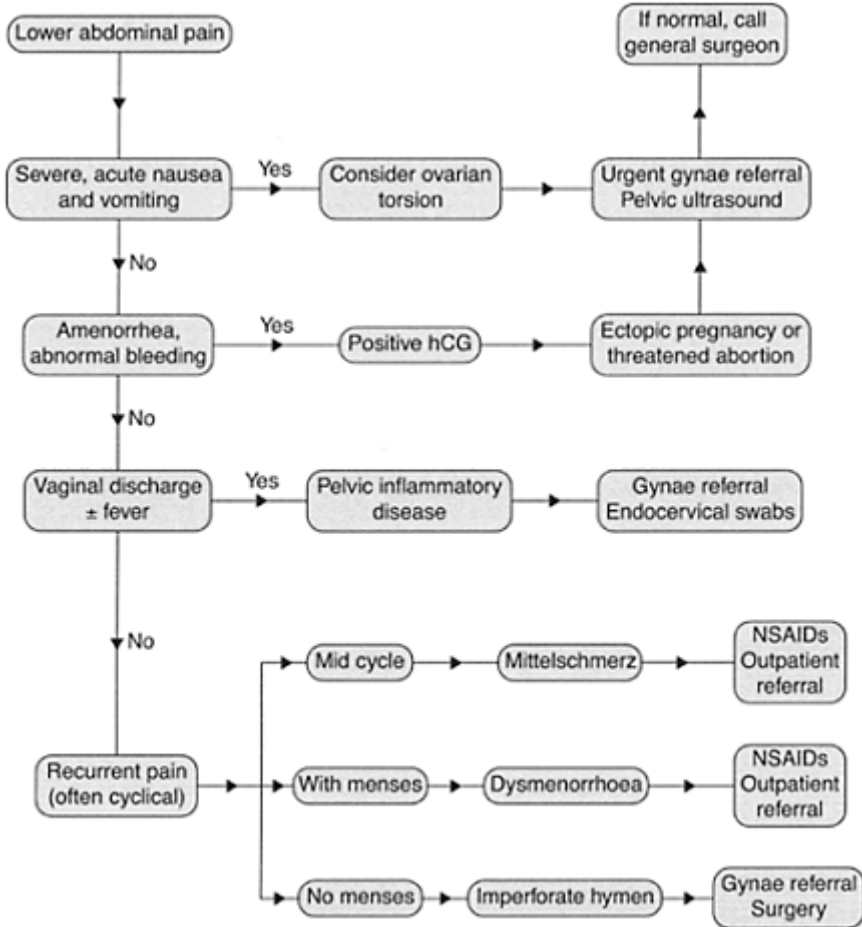 Lower abdominal pain
If normal, call
general surgeon
Severe, acute nausea
and vomiting
Yes
Consider ovarian
torsion
Urgent gynae referral
Pelvic ultrasound
No
Amenorrhea,
abnormal bleeding
Yes
Positive hCG
Ectopic pregnancy or
threatened abortion
No
Vaginal discharge
± fever
Yes
Pelvic inflammatory
disease
Gynae referral
Endocervical swabs
No
Mid cycle
Mittelschmerz
NSAIDs
Outpatient
referral
Recurrent pain
(often cyclical)
With menses
Dysmenorrhoea
NSAIDs
Outpatient
referral
No menses
Imperforate hymen
Gynae referral
Surgery